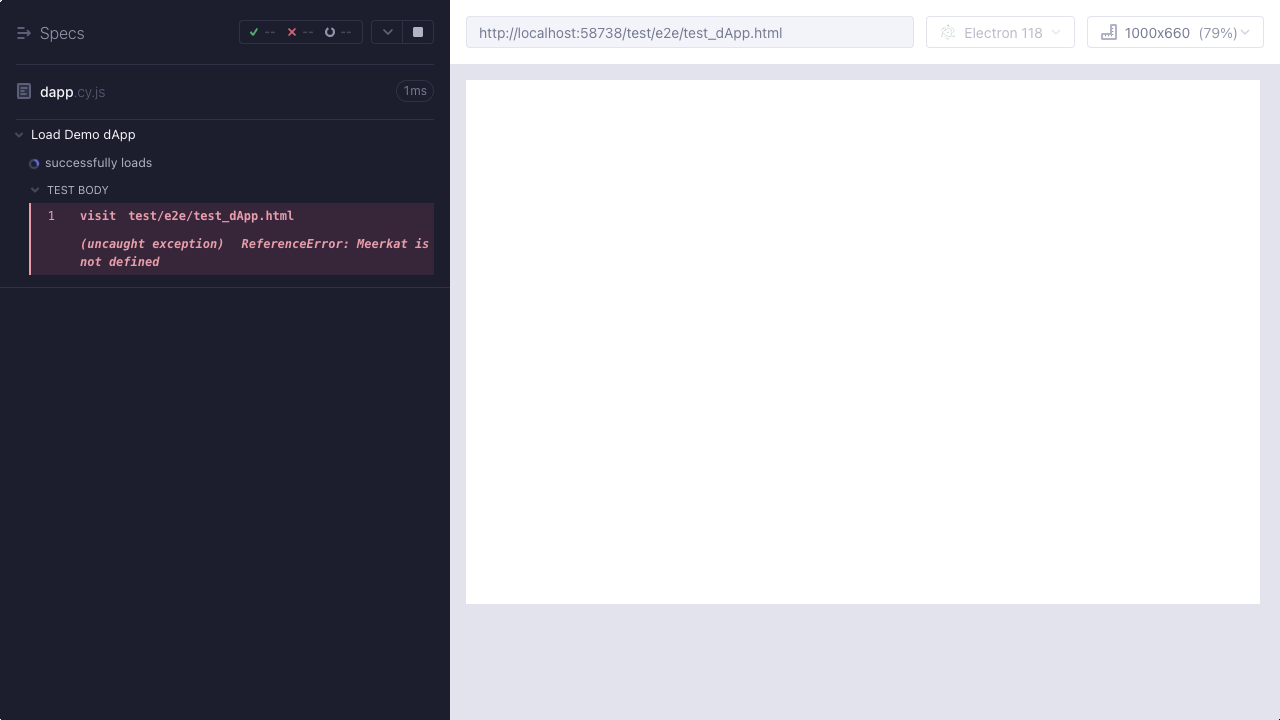 Specs
-- -- --
dapp.cy.js
1ms
Load Demo dApp
successfully loads
TEST BODY
1 visit test/e2e/test_dApp.html
(uncaught exception) ReferenceError: Meerkat is
not defined
http://localhost:58738/test/e2e/test_dApp.html
Electron 118
1000x660 (79%)